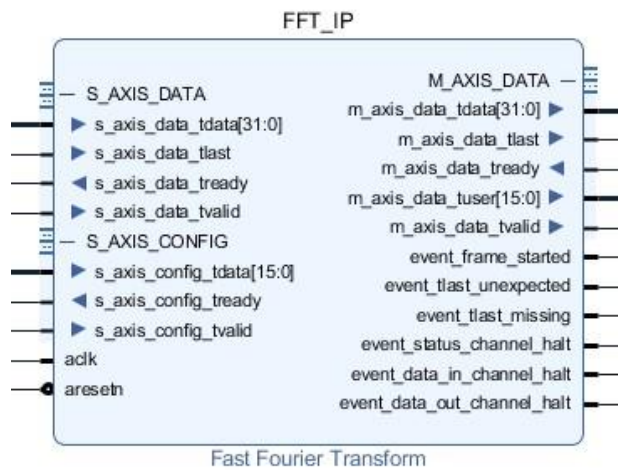 FFT_IP
S_AXIS_DATA
s_axis_data_tdata[31:0]
s_axis_data_tlast
s_axis_data_tready
s_axis_data_tvalid
S_AXIS_CONFIG
s_axis_config_tdata[15:0]
s_axis_config_tready
s_axis_config_tvalid
aclk
aresetn
M_AXIS_DATA
m_axis_data_tdata[31:0]
m_axis_data_tlast
m_axis_data_tready
m_axis_data_tuser[15:0]
m_axis_data_tvalid
event_frame_started
event_tlast_unexpected
event_tlast_missing
event_status_channel_halt
event_data_in_channel_halt
event_data_out_channel_halt
Fast Fourier Transform